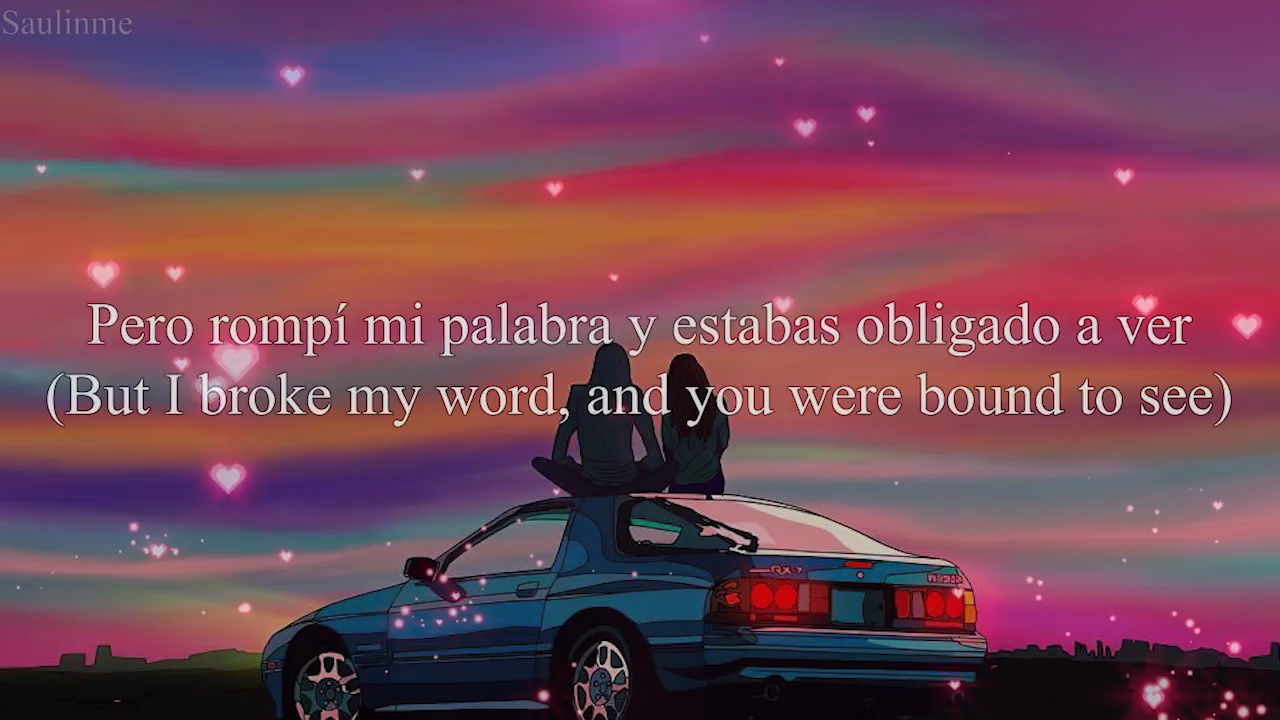 Saulinme
Pero rompí mi palabra y estabas obligado a ver
(But I broke my word, and you were bound to see)